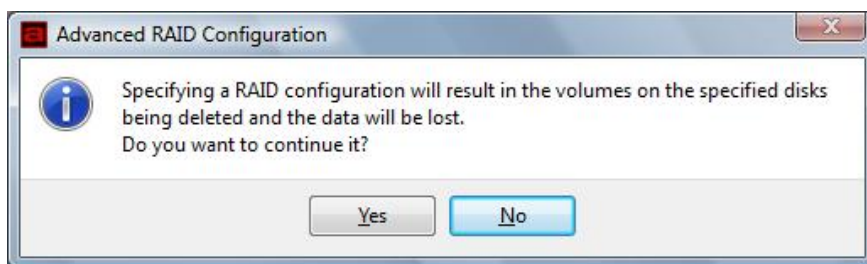 Advanced RAID Configuration
Specifying a RAID configuration will result in the volumes on the specified disks
being deleted and the data will be lost.
Do you want to continue it?
Yes No